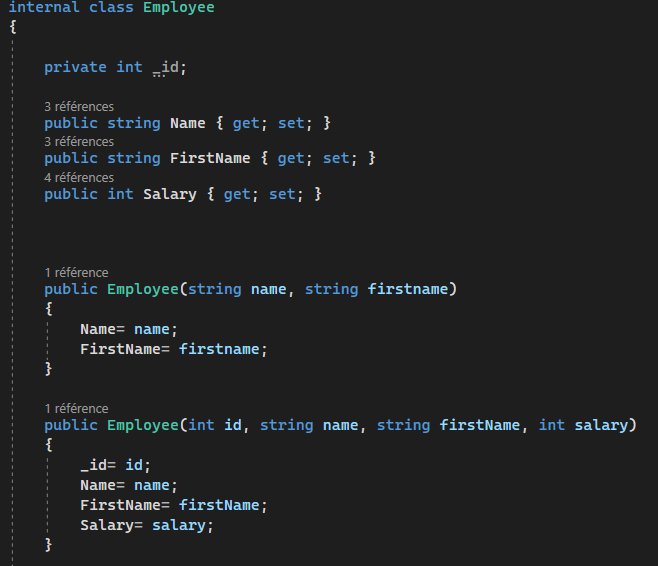 internal class Employee
{
private int _id;
3 références
public string Name { get; set; }
3 références
public string FirstName { get; set; }
4 références
public int Salary { get; set; }
1 référence
public Employee(string name, string firstname)
{
Name= name;
FirstName= firstname;
}
1 référence
public Employee(int id, string name, string firstName, int salary)
{
_id= id;
Name= name;
FirstName= firstName;
Salary= salary;
}